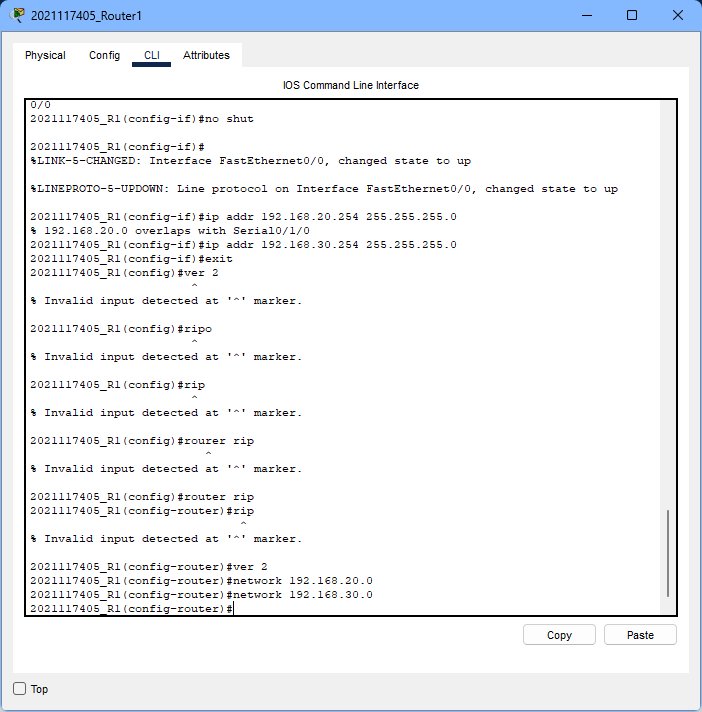 2021117405_Router1
Physical Config CLI Attributes
IOS Command Line Interface
0/0
2021117405_R1(config-if)#no shut
2021117405_R1(config-if)#
%LINK-5-CHANGED: Interface FastEthernet0/0, changed state to up
%LINEPROTO-5-UPDOWN: Line protocol on Interface FastEthernet0/0, changed state to up
2021117405_R1(config-if)#ip addr 192.168.20.254 255.255.255.0
% 192.168.20.0 overlaps with Serial0/1/0
2021117405_R1(config-if)#ip addr 192.168.30.254 255.255.255.0
2021117405_R1(config-if)#exit
2021117405_R1(config)#ver 2
^
% Invalid input detected at '^' marker.
2021117405_R1(config)#ripo
^
% Invalid input detected at '^' marker.
2021117405_R1(config)#rip
^
% Invalid input detected at '^' marker.
2021117405_R1(config)#rourer rip
^
% Invalid input detected at '^' marker.
2021117405_R1(config)#router rip
2021117405_R1(config-router)#rip
^
% Invalid input detected at '^' marker.
2021117405_R1(config-router)#ver 2
2021117405_R1(config-router)#network 192.168.20.0
2021117405_R1(config-router)#network 192.168.30.0
2021117405_R1(config-router)#
Copy Paste
Top